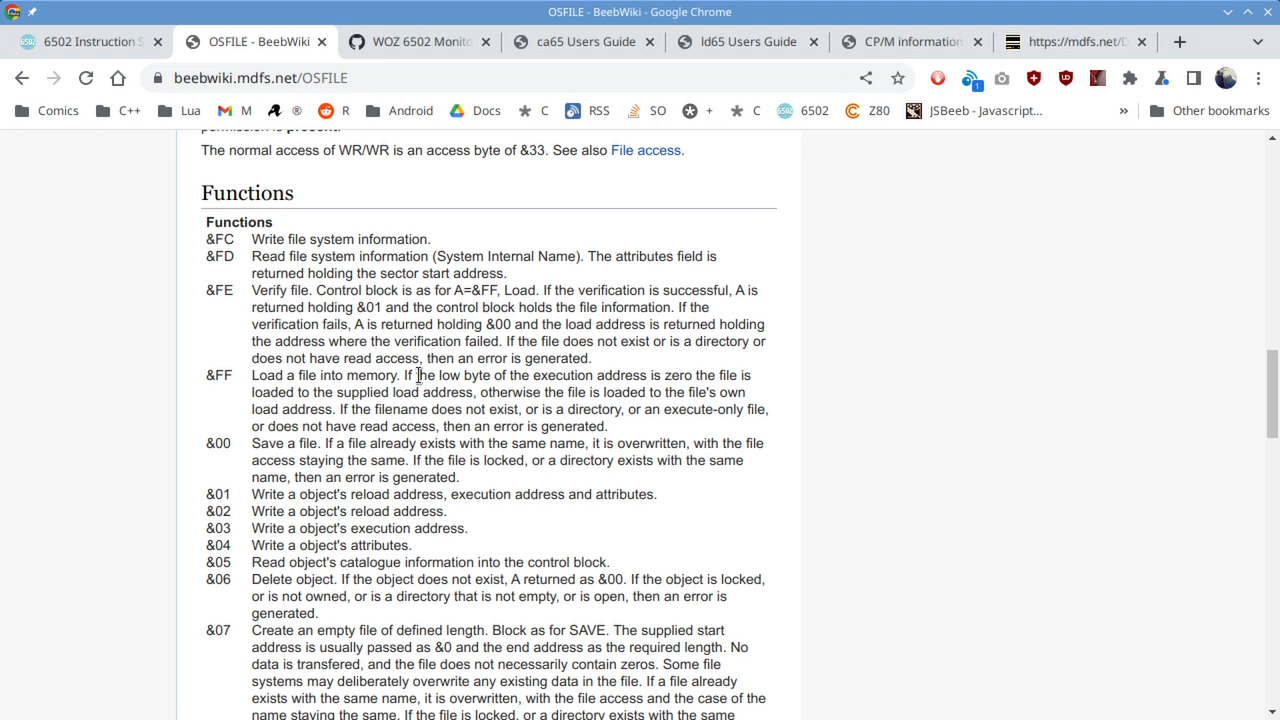 OSFILE - BeebWiki - Google Chrome
6502 Instruction S
OSFILE - BeebWiki
WOZ 6502 Monito
ca65 Users Guide
ld65 Users Guide
CP/M information
https://mdfs.net/D
beebwiki.mdfs.net/OSFILE
1
Comics
C++
Lua
M
®
R
Android
Docs
C
RSS
SO
+
C
6502
Z80
JSBeeb - Javascript...
»
Other bookmarks
permission is present.
The normal access of WR/WR is an access byte of &33. See also File access.
Functions
Functions
&FC Write file system information.
&FD Read file system information (System Internal Name). The attributes field is
returned holding the sector start address.
&FE Verify file. Control block is as for A=&FF, Load. If the verification is successful, A is
returned holding &01 and the control block holds the file information. If the
verification fails, A is returned holding &00 and the load address is returned holding
the address where the verification failed. If the file does not exist or is a directory or
does not have read access, then an error is generated.
&FF Load a file into memory. If the low byte of the execution address is zero the file is
loaded to the supplied load address, otherwise the file is loaded to the file's own
load address. If the filename does not exist, or is a directory, or an execute-only file,
or does not have read access, then an error is generated.
&00 Save a file. If a file already exists with the same name, it is overwritten, with the file
access staying the same. If the file is locked, or a directory exists with the same
name, then an error is generated.
&01 Write a object's reload address, execution address and attributes.
&02 Write a object's reload address.
&03 Write a object's execution address.
&04 Write a object's attributes.
&05 Read object's catalogue information into the control block.
&06 Delete object. If the object does not exist, A returned as &00. If the object is locked,
or is not owned, or is a directory that is not empty, or is open, then an error is
generated.
&07 Create an empty file of defined length. Block as for SAVE. The supplied start
address is usually passed as &0 and the end address as the required length. No
data is transferred, and the file does not necessarily contain zeros. Some file
systems may deliberately overwrite any existing data in the file. If a file already
exists with the same name, it is overwritten, with the file access and the case of the
name staying the same. If the file is locked, or a directory exists with the same